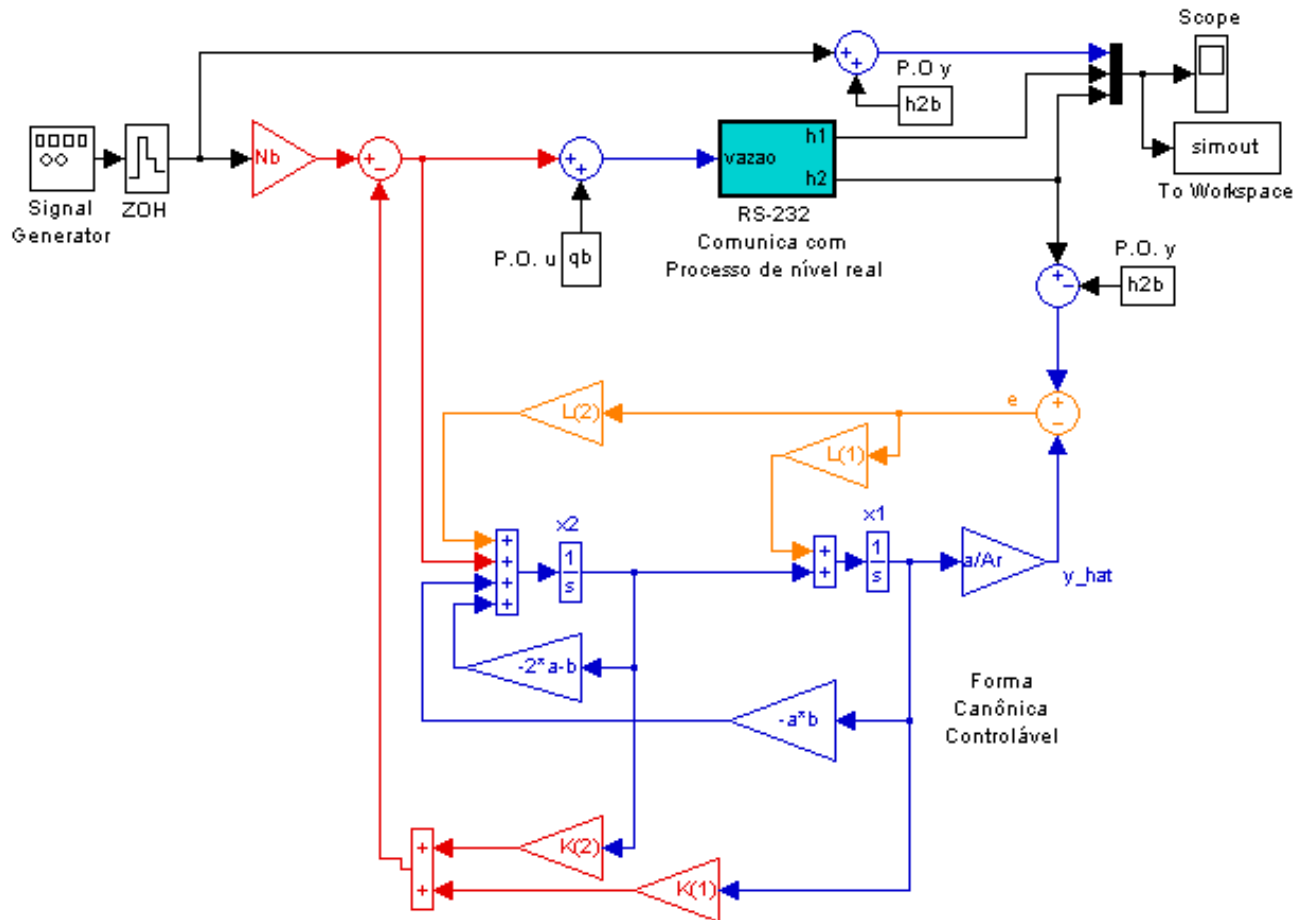 Scope
P.O y
h2b
Nb
+
+
+
−
+
+
vazao
h1
h2
simout
To Workspace
Signal
Generator
ZOH
RS-232
Comunica com
Processo de nível real
P.O. u
qb
P.O. y
h2b
+
−
L(2)
e
+
−
L(1)
x2
x1
+
+
+
+
1
s
+
+
1
s
a/Ar
y_hat
-2*a-b
-a*b
Forma
Canônica
Controlável
+
+
K(2)
K(1)